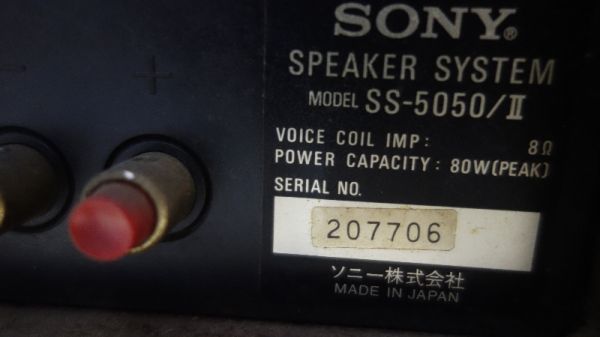 SONY®
SPEAKER SYSTEM
MODEL SS-5050/II
VOICE COIL IMP: 8Ω
POWER CAPACITY: 80W(PEAK)
SERIAL NO.
207706
ソニー株式会社
MADE IN JAPAN
− +